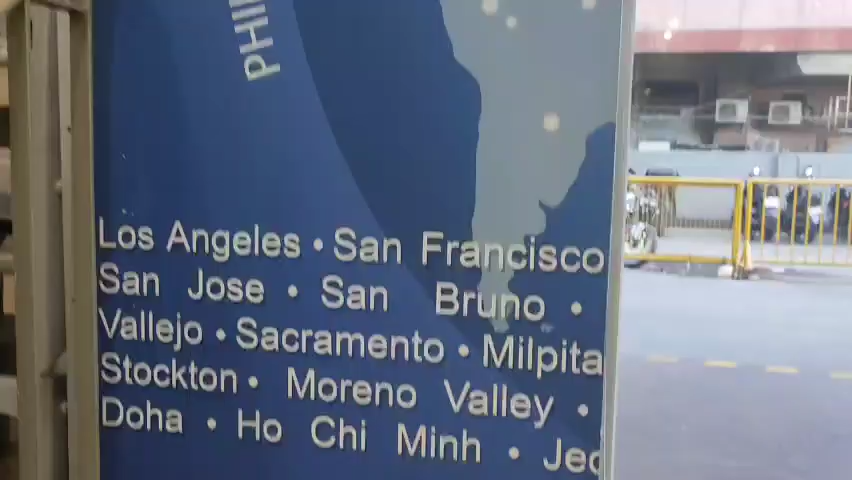 PHI
Los Angeles • San Francisco
San Jose • San Bruno •
Vallejo • Sacramento • Milpita
Stockton • Moreno Valley •
Doha • Ho Chi Minh • Jed